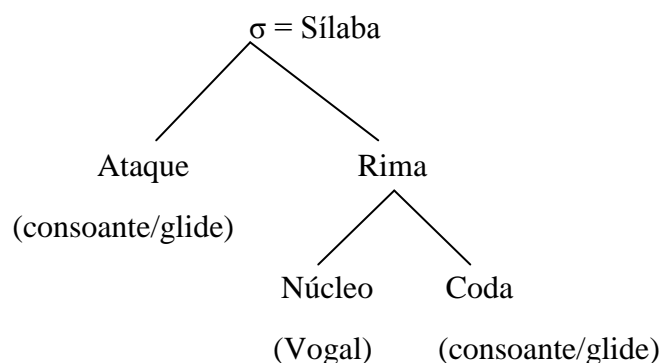 σ = Sílaba
Ataque Rima
(consoante/glide)
Núcleo Coda
(Vogal) (consoante/glide)